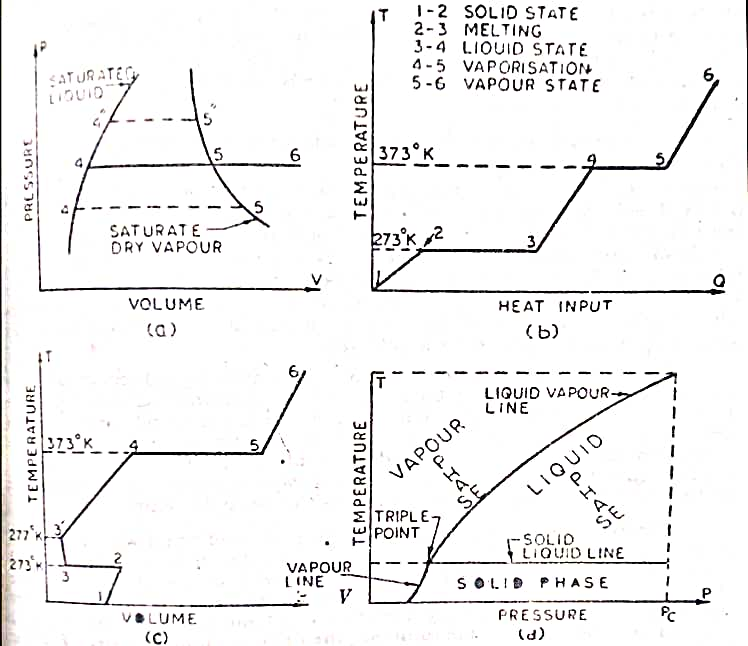 P
SATURATED
LIQUID
4"
5"
4
5
6
4
5
SATURATE
DRY VAPOUR
PRESSURE
V
VOLUME
(a)
T
1-2 SOLID STATE
2-3 MELTING
3-4 LIQUID STATE
4-5 VAPORISATION
5-6 VAPOUR STATE
6
TEMPERATURE
373°K
4
5
273°K
2
3
1
Q
HEAT INPUT
(b)
T
6
TEMPERATURE
373°K
4
5
277°K
3'
273°K
3
2
1
V
VOLUME
(c)
T
LIQUID VAPOUR
LINE
VAPOUR
PHASE
LIQUID
PHASE
TEMPERATURE
TRIPLE
POINT
SOLID
LIQUID LINE
VAPOUR
LINE
SOLID PHASE
P
PRESSURE
PC
(d)